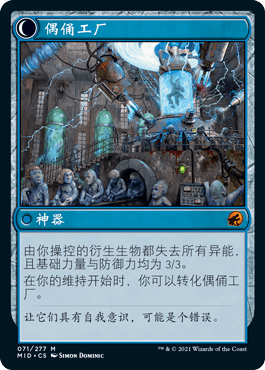 偶俑工厂
神器
由你操控的衍生生物都失去所有异能，
且基础力量与防御力均为 3/3。
在你的维持开始时，你可以转化偶俑工
厂。
让它们具有自我意识，可能是个错误。
071/277 M
MID • CS SIMON DOMINIC
™ & © 2021 Wizards of the Coast